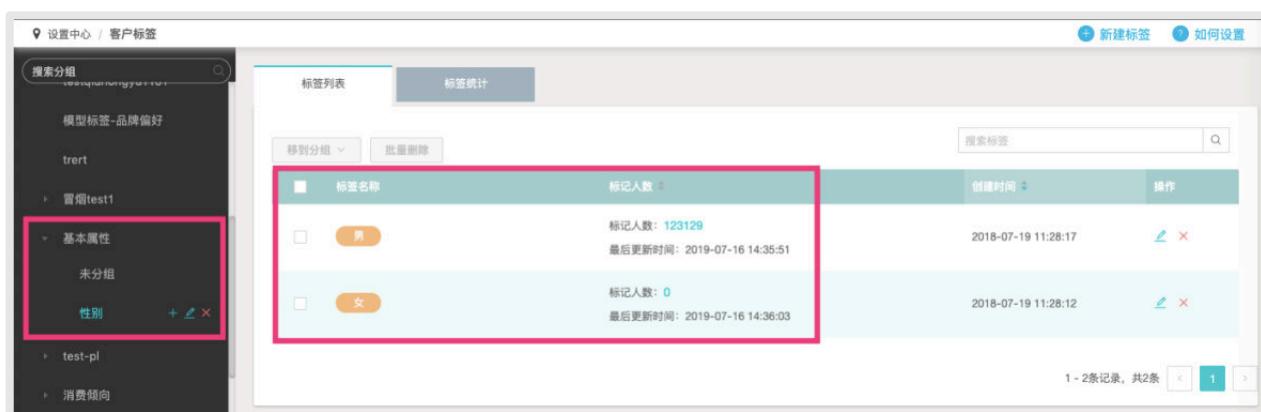 设置中心 / 客户标签
新建标签
如何设置
搜索分组
模型标签-品牌偏好
trert
冒烟test1
基本属性
未分组
性别
test-pl
消费倾向
标签列表
标签统计
移到分组
批量删除
搜索标签
标签名称
标记人数
创建时间
操作
男
标记人数：123129
最后更新时间：2019-07-16 14:35:51
2018-07-19 11:28:17
女
标记人数：0
最后更新时间：2019-07-16 14:36:03
2018-07-19 11:28:12
1 - 2条记录，共2条
1